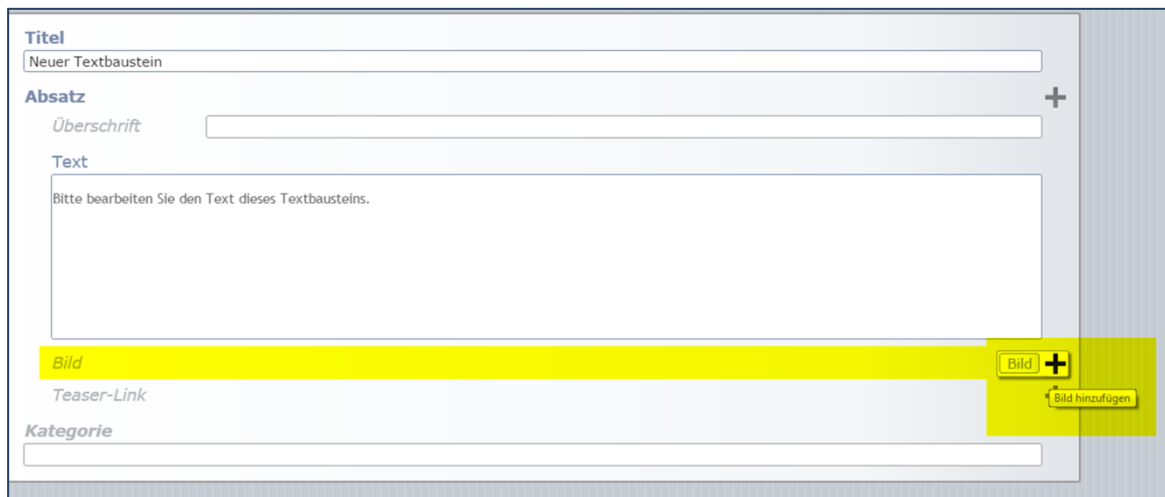 Titel
Neuer Textbaustein
Absatz
Überschrift
Text
Bitte bearbeiten Sie den Text dieses Textbausteins.
Bild Bild
Teaser-Link Bild hinzufügen
Kategorie